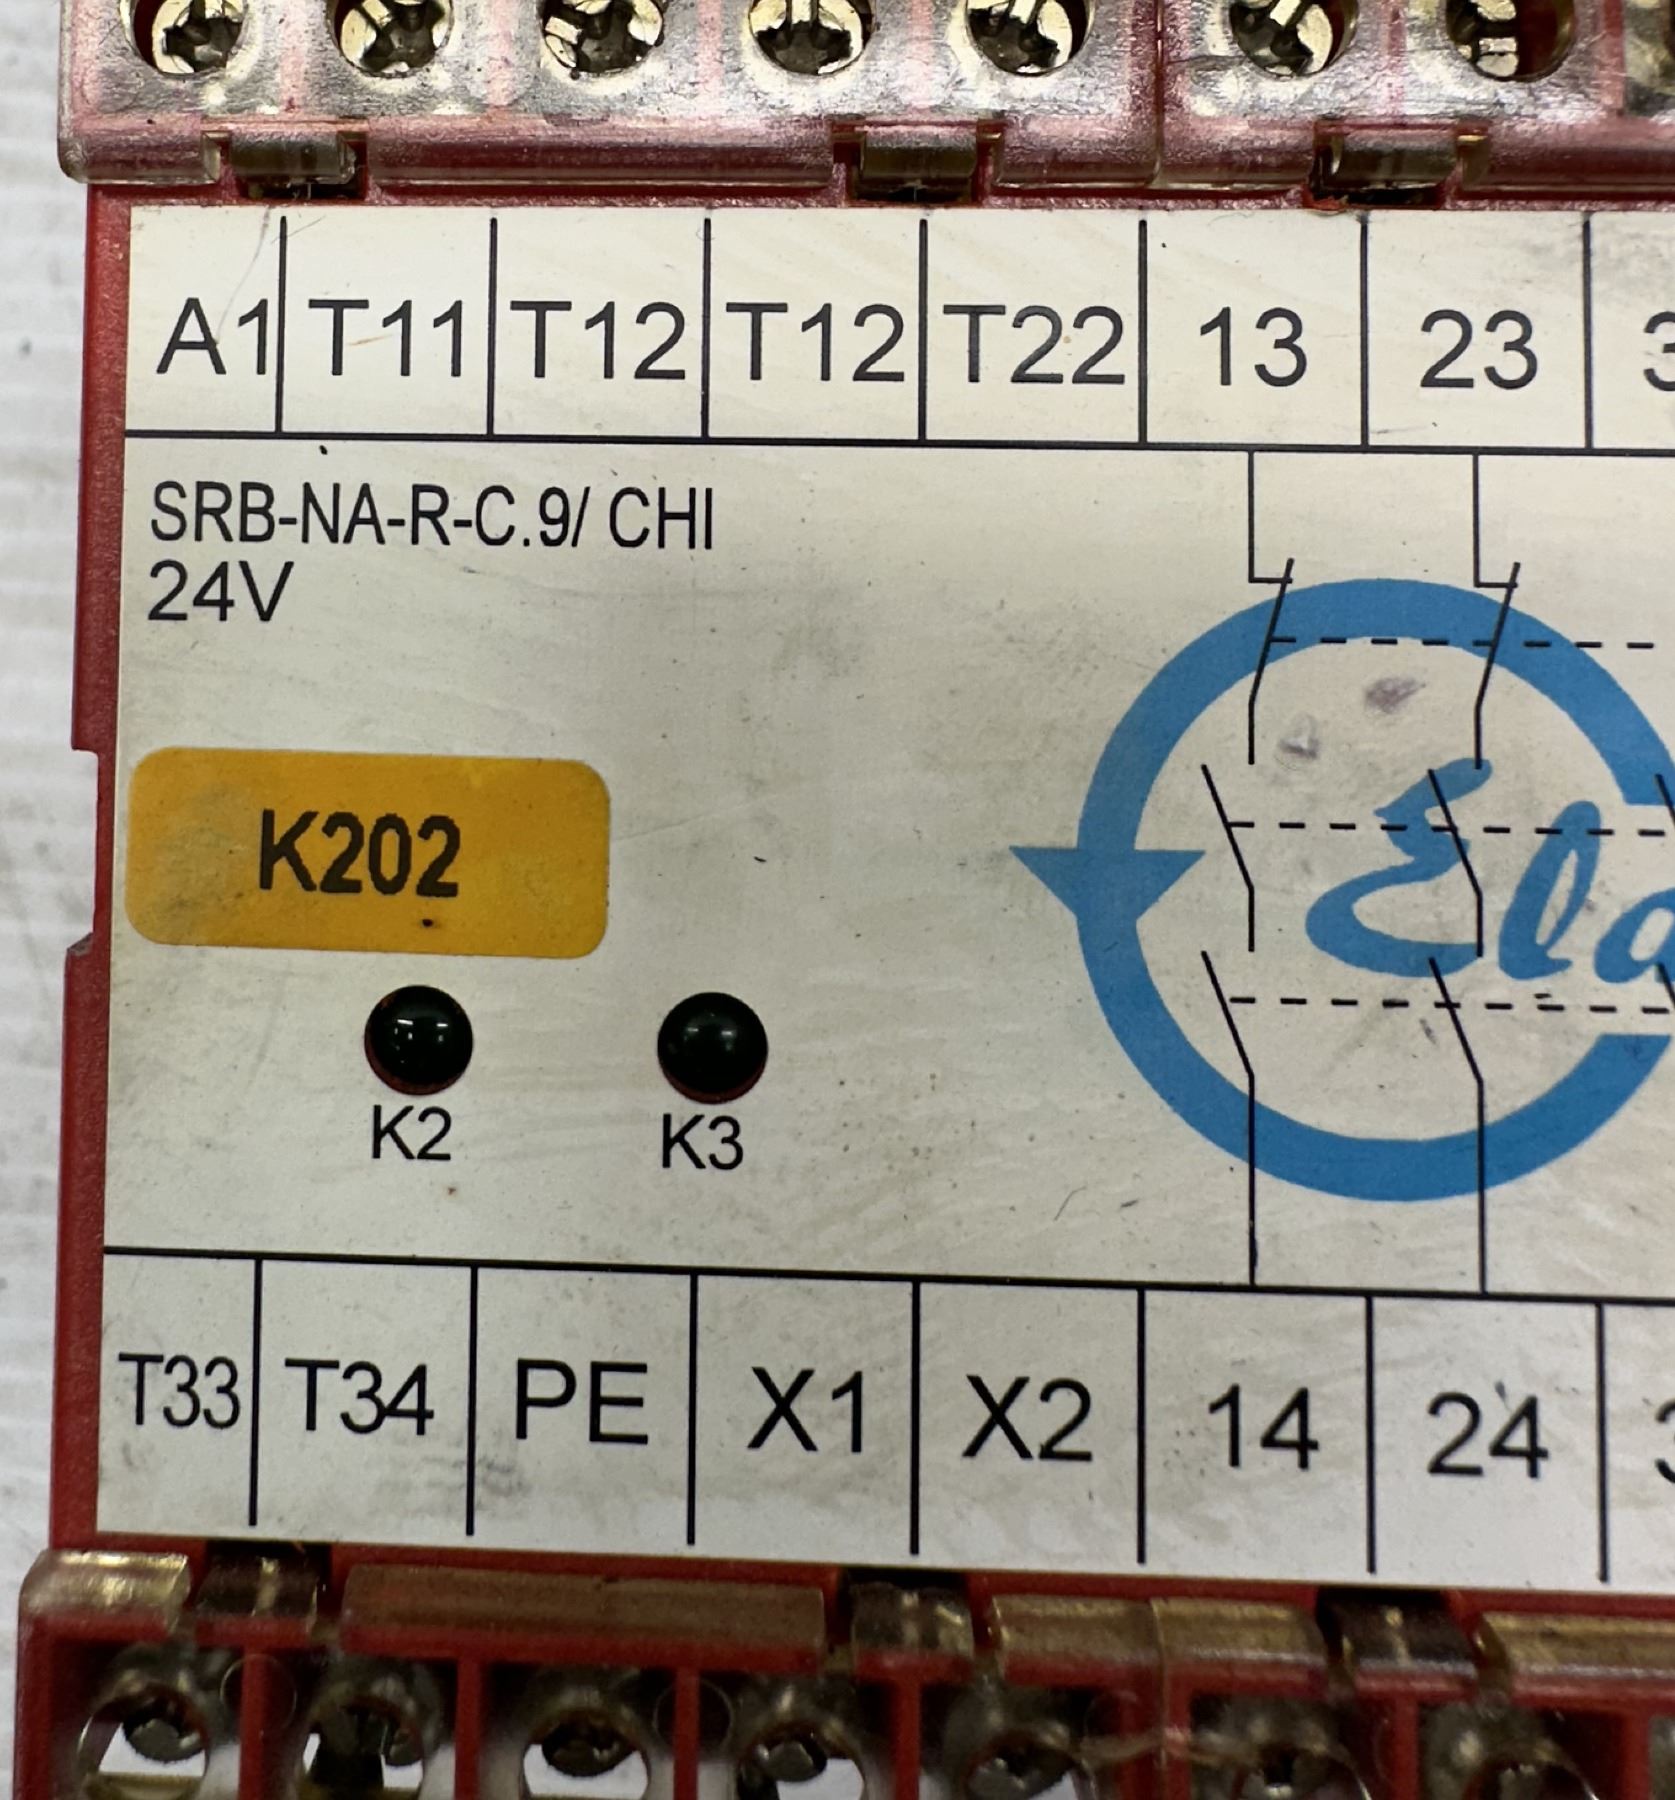 A1 T11 T12 T12 T22 13 23
SRB-NA-R-C.9/ CHI
24V
K202
K2 K3
T33 T34 PE X1 X2 14 24